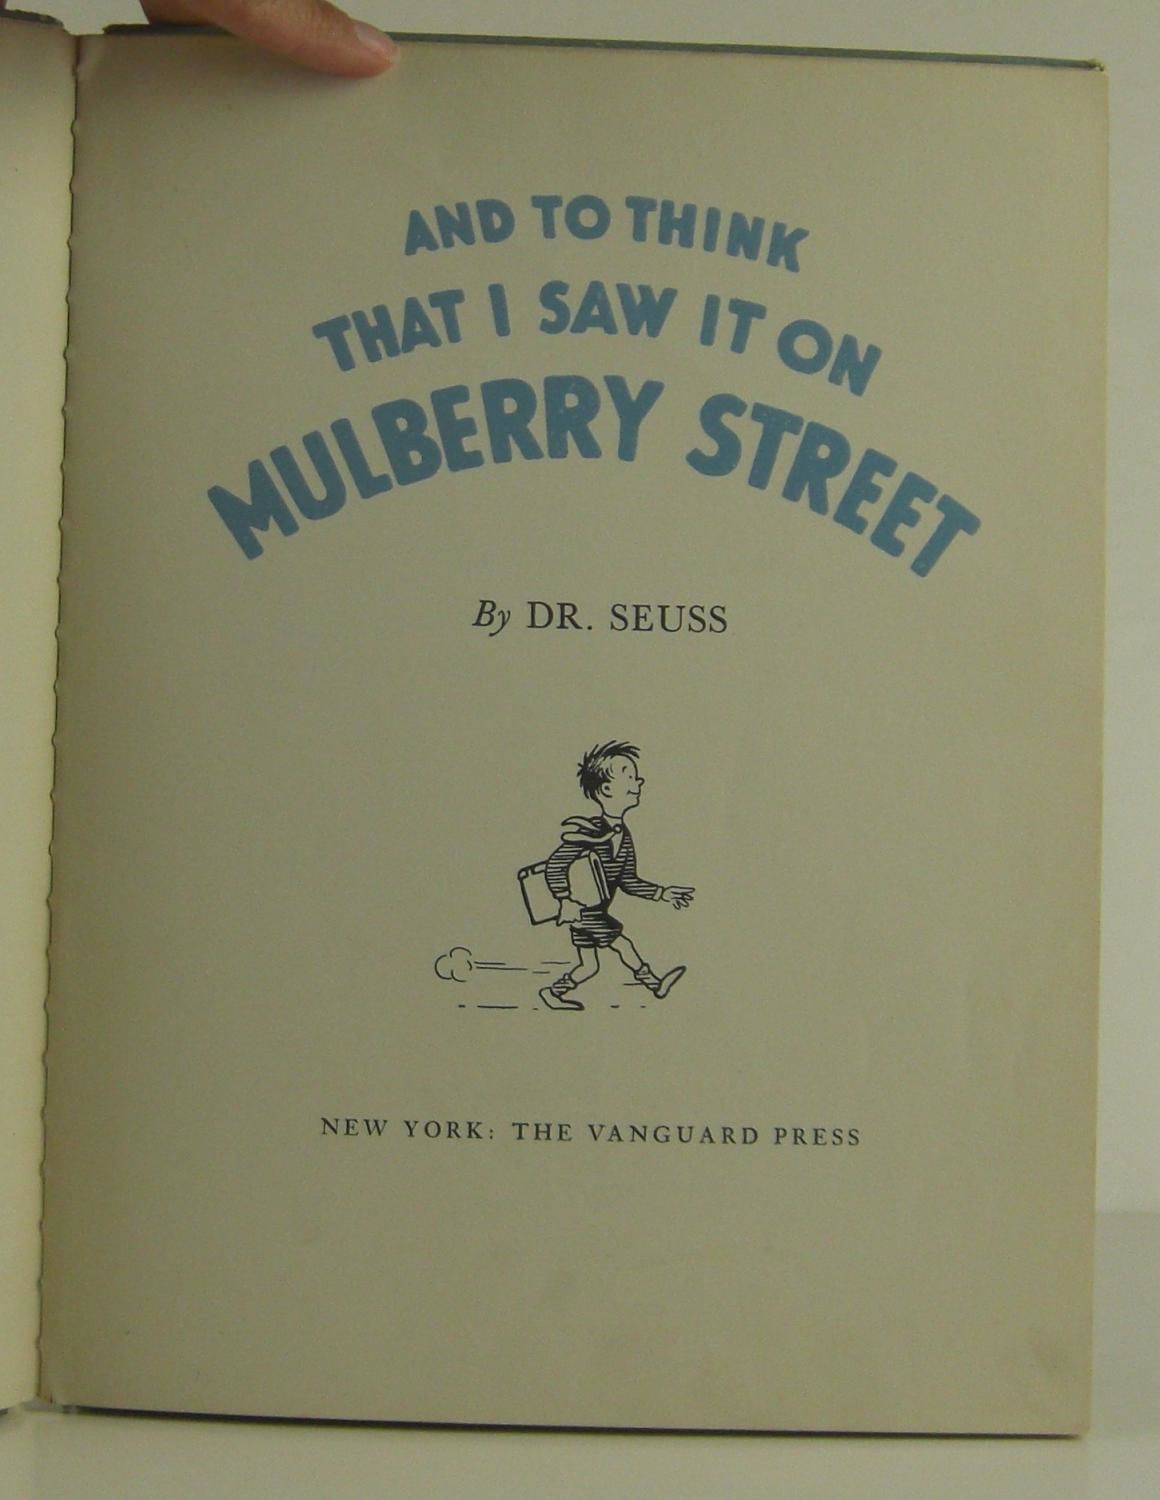 AND TO THINK
THAT I SAW IT ON
MULBERRY STREET
By DR. SEUSS
NEW YORK: THE VANGUARD PRESS